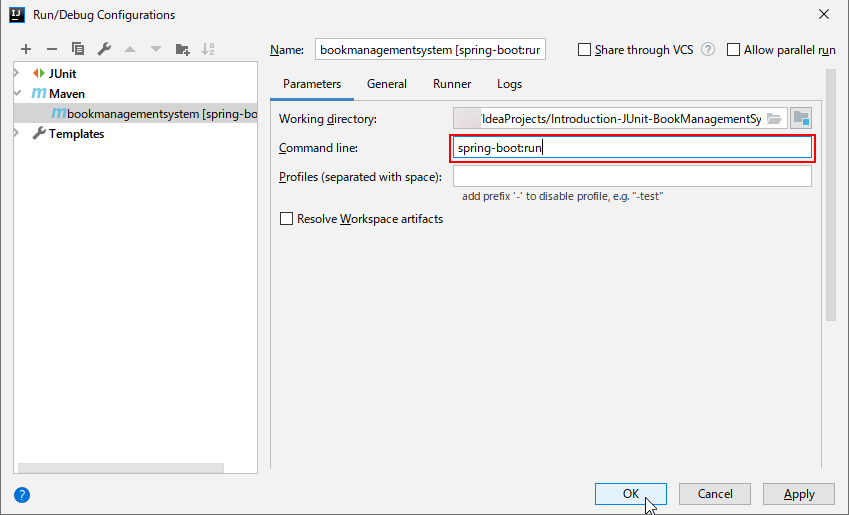 IJ Run/Debug Configurations
Name: bookmanagementsystem [spring-boot:run
Share through VCS ?
Allow parallel run
JUnit
m Maven
m bookmanagementsystem [spring-bo
Templates
Parameters General Runner Logs
Working directory: /IdeaProjects/Introduction-JUnit-BookManagementSy
Command line: spring-boot:run
Profiles (separated with space):
add prefix '-' to disable profile, e.g. "-test"
Resolve Workspace artifacts
? OK Cancel Apply